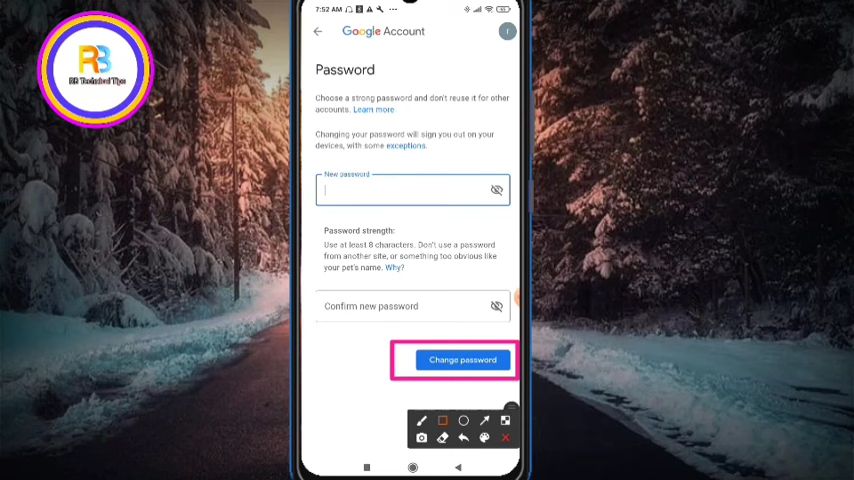 7:52 AM
Google Account
RB Technical Tips
Password
Choose a strong password and don't reuse it for other
accounts. Learn more
Changing your password will sign you out on your
devices, with some exceptions.
New password
Password strength:
Use at least 8 characters. Don't use a password
from another site, or something too obvious like
your pet's name. Why?
Confirm new password
Change password